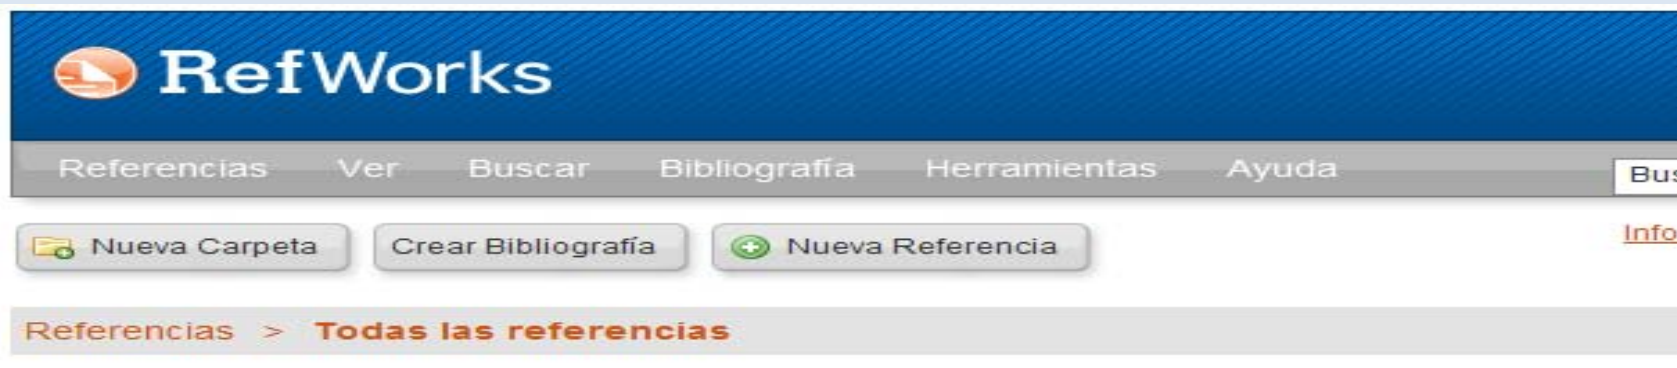 RefWorks
Referencias Ver Buscar Bibliografía Herramientas Ayuda
Nueva Carpeta Crear Bibliografía Nueva Referencia
Referencias > Todas las referencias